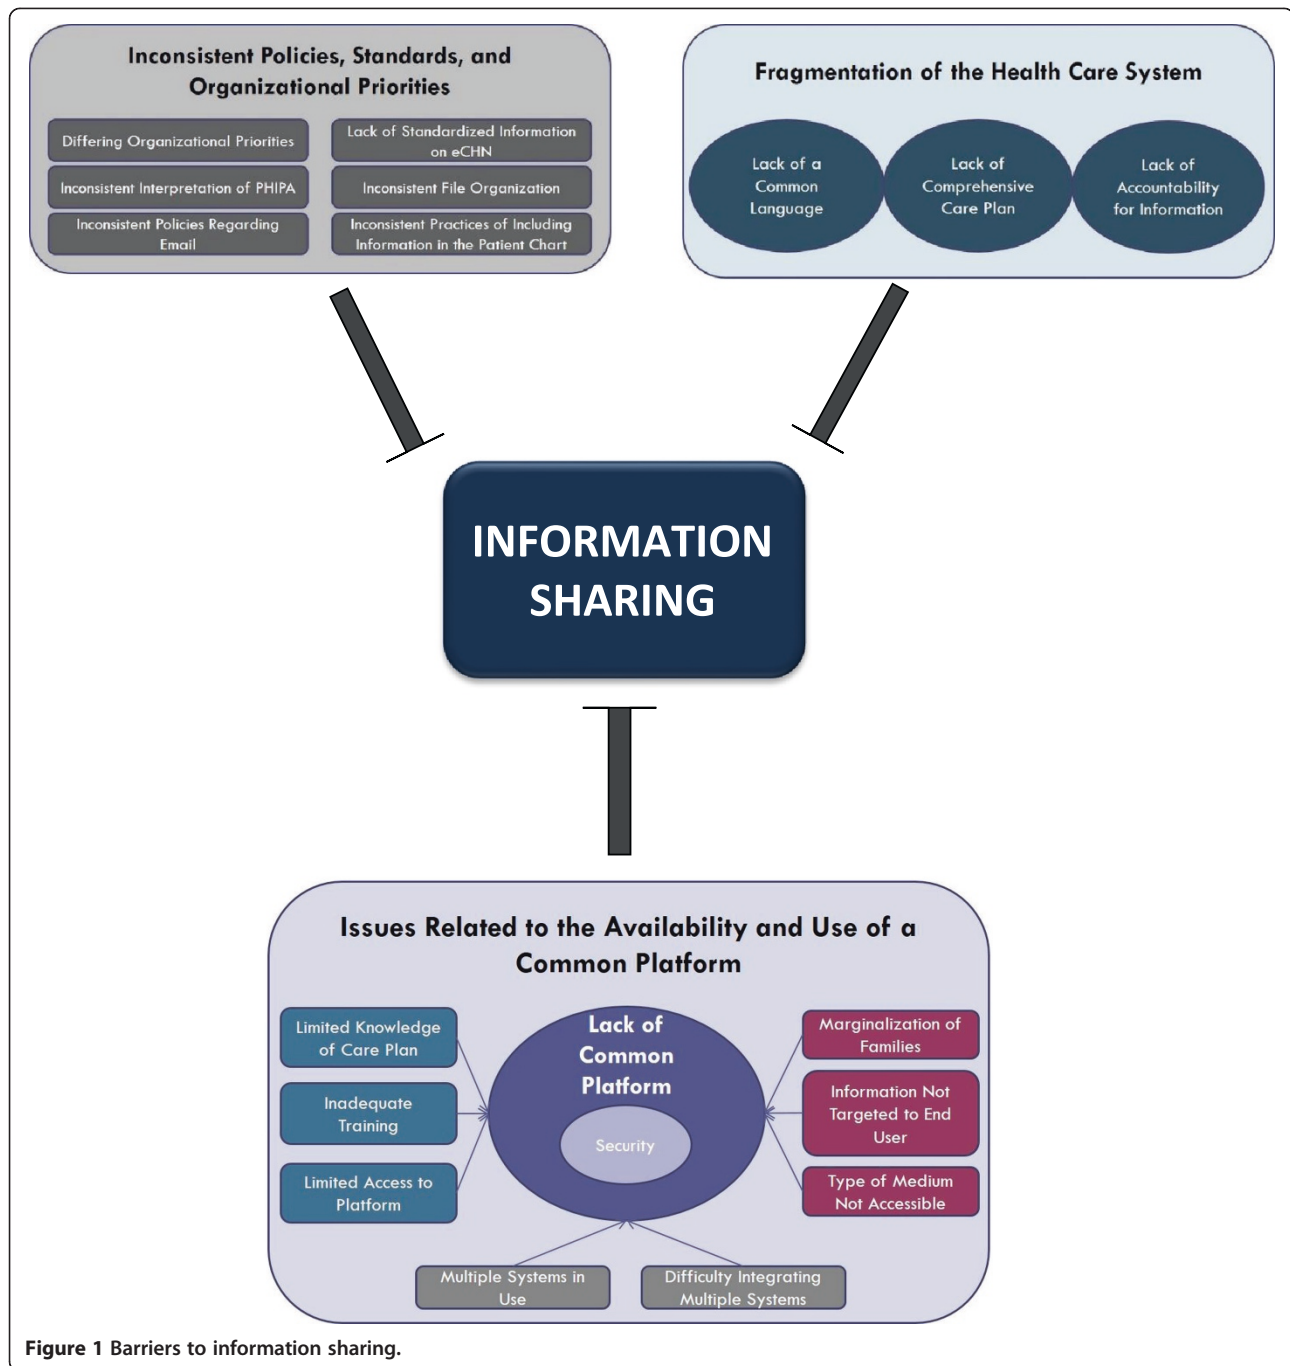 Inconsistent Policies, Standards, and
Organizational Priorities
Differing Organizational Priorities
Lack of Standardized Information
on eCHN
Inconsistent Interpretation of PHIPA
Inconsistent File Organization
Inconsistent Policies Regarding
Email
Inconsistent Practices of Including
Information in the Patient Chart
Fragmentation of the Health Care System
Lack of a
Common
Language
Lack of
Comprehensive
Care Plan
Lack of
Accountability
for Information
INFORMATION
SHARING
Issues Related to the Availability and Use of a
Common Platform
Limited Knowledge
of Care Plan
Inadequate
Training
Limited Access to
Platform
Lack of
Common
Platform
Security
Marginalization of
Families
Information Not
Targeted to End
User
Type of Medium
Not Accessible
Multiple Systems in
Use
Difficulty Integrating
Multiple Systems
Figure 1 Barriers to information sharing.